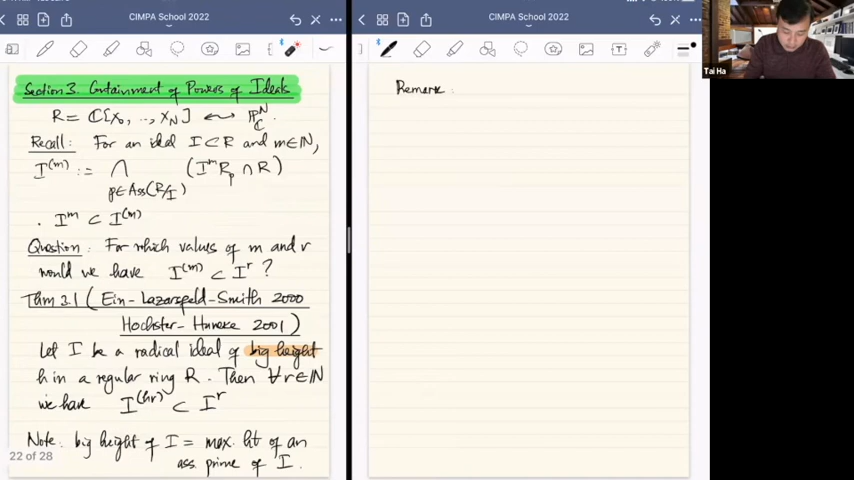 CIMPA School 2022
Section 3. Containment of Powers of Ideals
R = ℂ[x₀, .., x_N] ⟷ ℙ^N_ℂ.
Recall: For an ideal I ⊂ R and m∈ℕ,
I^(m) := ∩ (I^m R_p ∩ R)
p∈Ass(R/I)
. I^m ⊂ I^(m)
Question: For which values of m and r
would we have I^(m) ⊂ I^r ?
Thm 3.1 (Ein-Lazarsfeld-Smith 2000
Hochster-Huneke 2001)
Let I be a radical ideal of big height
h in a regular ring R. Then ∀r∈ℕ
we have I^(hr) ⊂ I^r
Note: big height of I = max. ht of an
ass. prime of I.
22 of 28
CIMPA School 2022
Remark:
Tai Ha